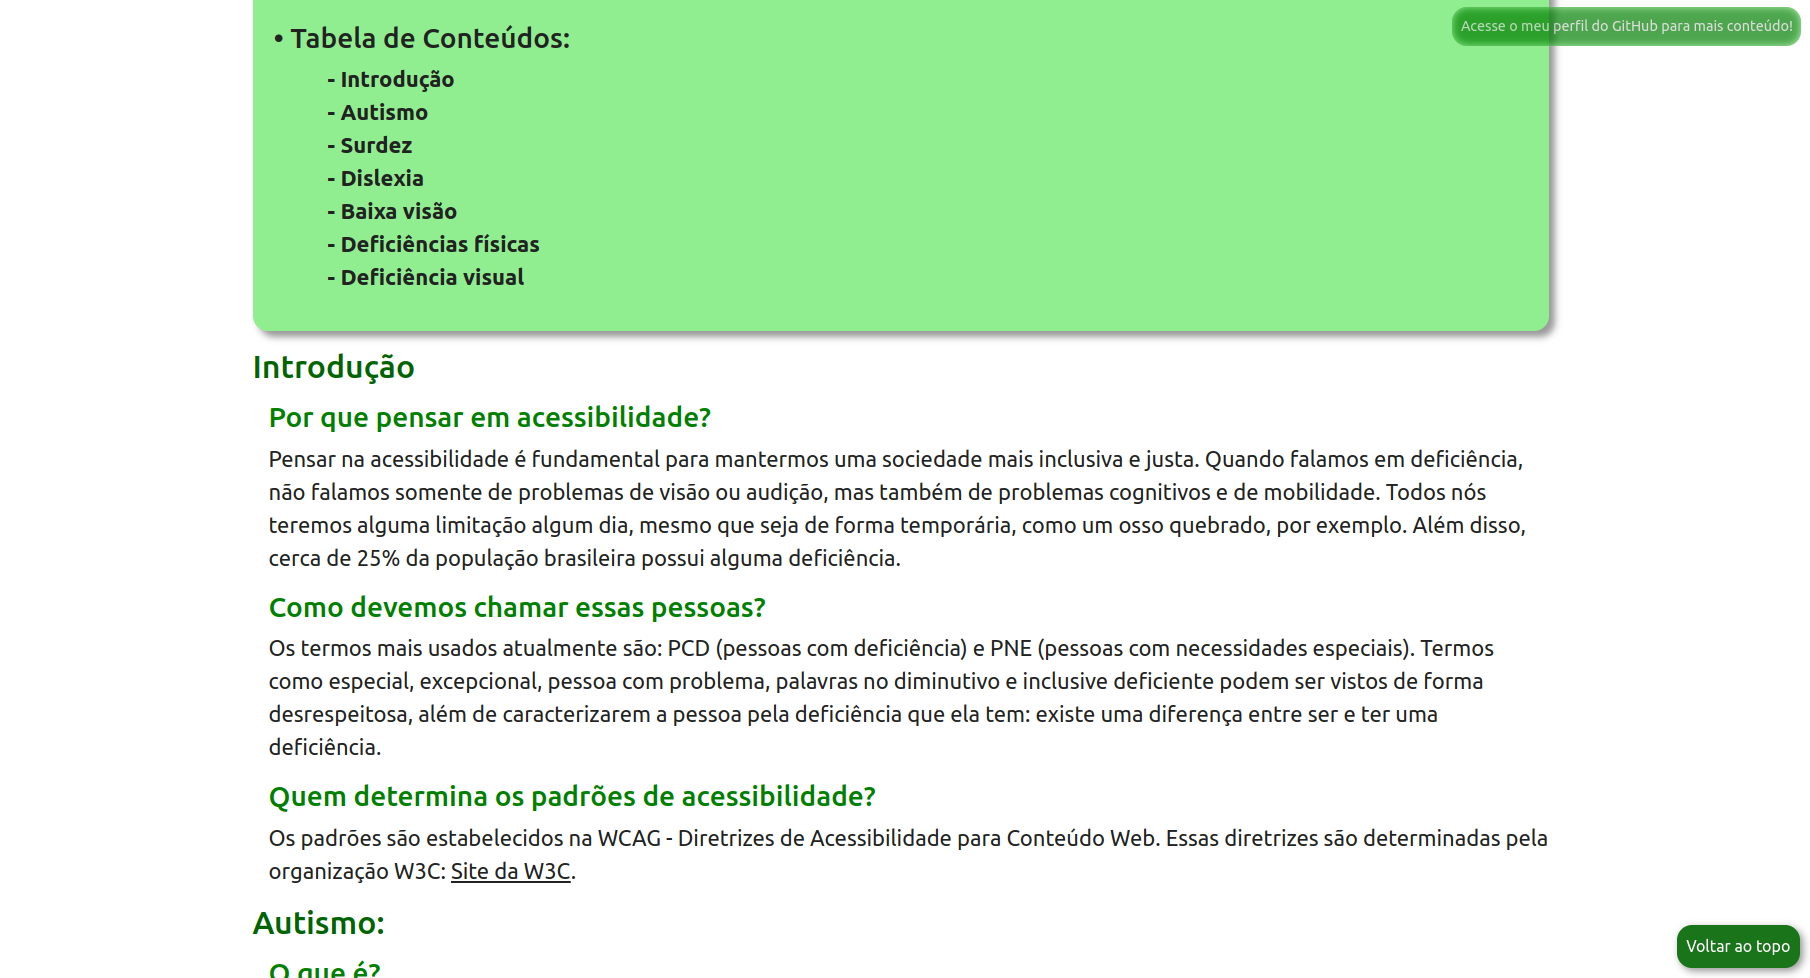 • Tabela de Conteúdos:
Acesse o meu perfil do GitHub para mais conteúdo!
- Introdução
- Autismo
- Surdez
- Dislexia
- Baixa visão
- Deficiências físicas
- Deficiência visual
Introdução
Por que pensar em acessibilidade?
Pensar na acessibilidade é fundamental para mantermos uma sociedade mais inclusiva e justa. Quando falamos em deficiência,
não falamos somente de problemas de visão ou audição, mas também de problemas cognitivos e de mobilidade. Todos nós
teremos alguma limitação algum dia, mesmo que seja de forma temporária, como um osso quebrado, por exemplo. Além disso,
cerca de 25% da população brasileira possui alguma deficiência.
Como devemos chamar essas pessoas?
Os termos mais usados atualmente são: PCD (pessoas com deficiência) e PNE (pessoas com necessidades especiais). Termos
como especial, excepcional, pessoa com problema, palavras no diminutivo e inclusive deficiente podem ser vistos de forma
desrespeitosa, além de caracterizarem a pessoa pela deficiência que ela tem: existe uma diferença entre ser e ter uma
deficiência.
Quem determina os padrões de acessibilidade?
Os padrões são estabelecidos na WCAG - Diretrizes de Acessibilidade para Conteúdo Web. Essas diretrizes são determinadas pela
organização W3C: Site da W3C.
Autismo:
Voltar ao topo
O que é?